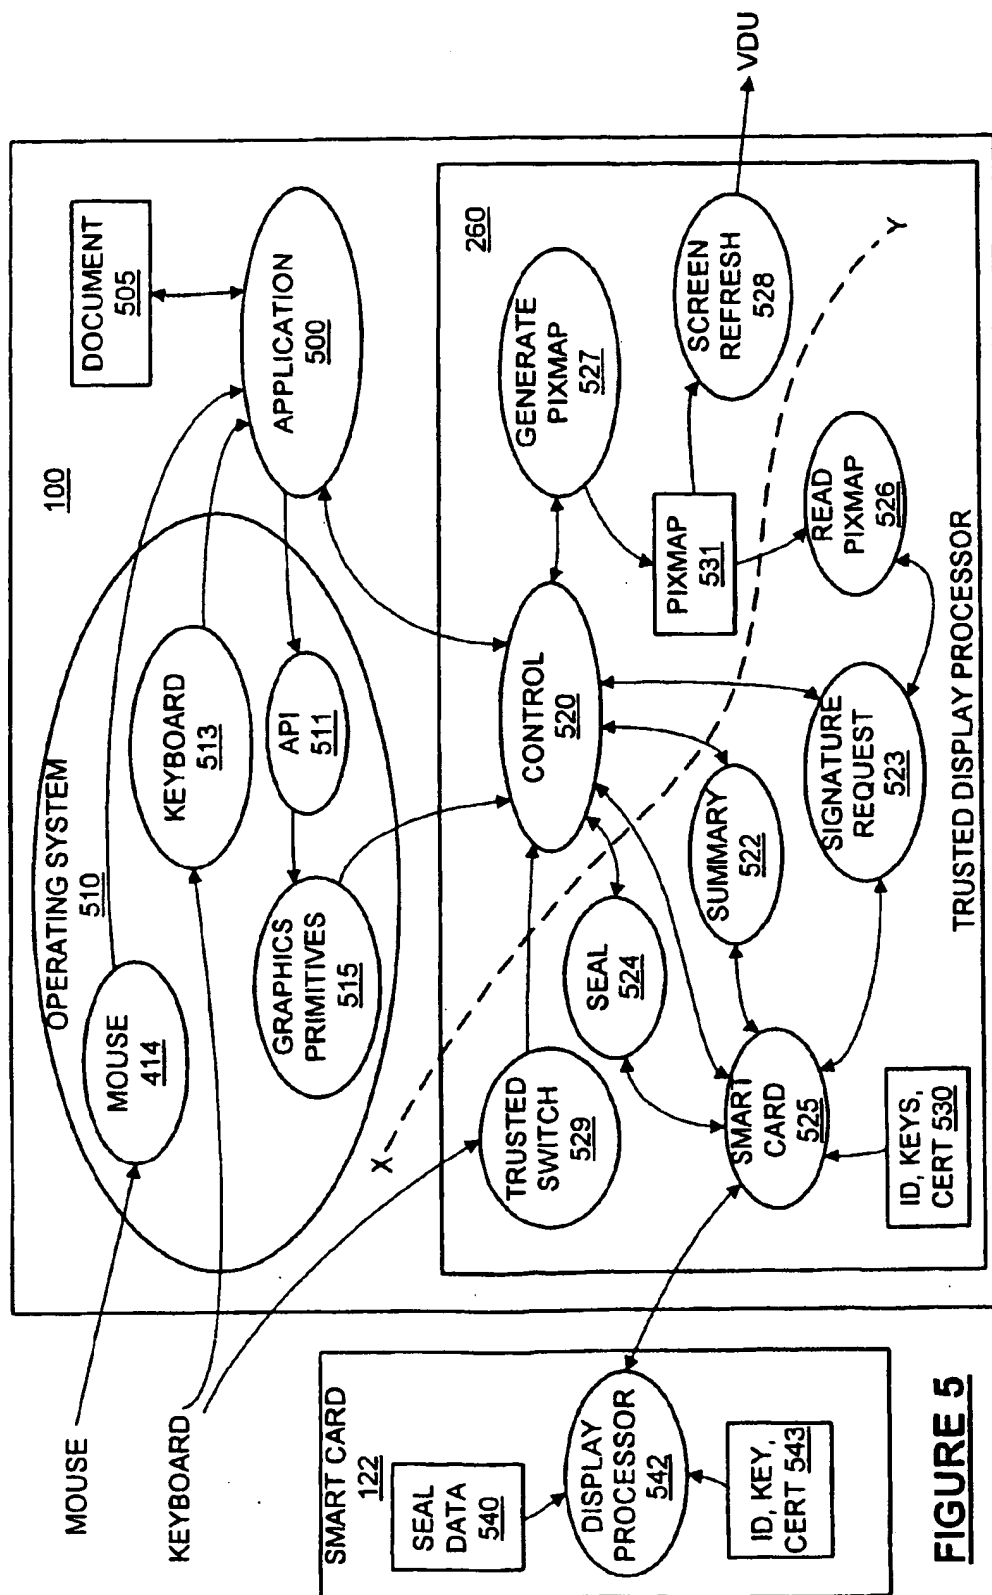 MOUSE
KEYBOARD
100
OPERATING SYSTEM
510
MOUSE
414
KEYBOARD
513
API
511
GRAPHICS
PRIMITIVES
515
DOCUMENT
505
APPLICATION
500
260
X
Y
TRUSTED
SWITCH
529
CONTROL
520
GENERATE
PIXMAP
527
PIXMAP
531
SCREEN
REFRESH
528
VDU
SEAL
524
SUMMARY
522
SIGNATURE
REQUEST
523
READ
PIXMAP
526
SMART
CARD
525
ID, KEYS,
CERT 530
TRUSTED DISPLAY PROCESSOR
SMART CARD
122
SEAL
DATA
540
DISPLAY
PROCESSOR
542
ID, KEY,
CERT 543
FIGURE 5